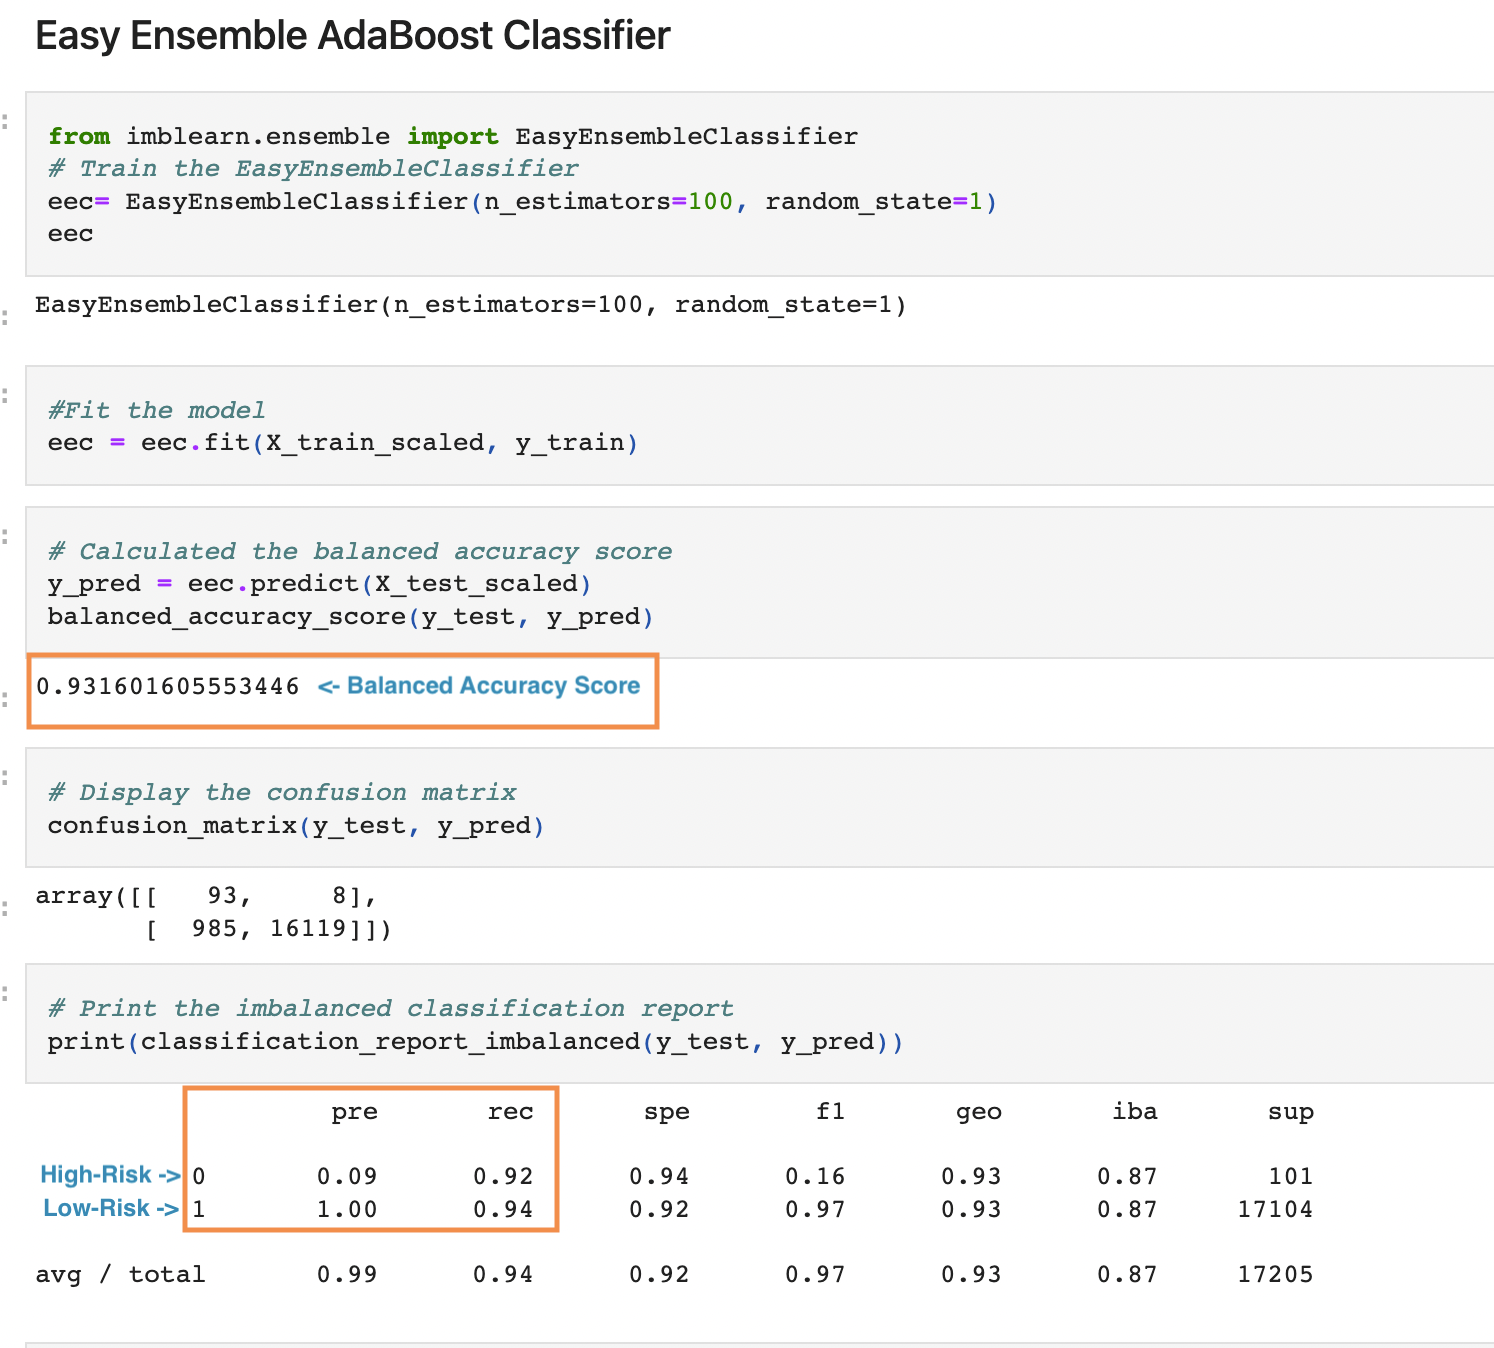 Easy Ensemble AdaBoost Classifier
from imblearn.ensemble import EasyEnsembleClassifier
# Train the EasyEnsembleClassifier
eec= EasyEnsembleClassifier(n_estimators=100, random_state=1)
eec
EasyEnsembleClassifier(n_estimators=100, random_state=1)
#Fit the model
eec = eec.fit(X_train_scaled, y_train)
# Calculated the balanced accuracy score
y_pred = eec.predict(X_test_scaled)
balanced_accuracy_score(y_test, y_pred)
0.931601605553446 <- Balanced Accuracy Score
# Display the confusion matrix
confusion_matrix(y_test, y_pred)
array([[   93,     8],
       [  985, 16119]])
# Print the imbalanced classification report
print(classification_report_imbalanced(y_test, y_pred))
pre rec spe f1 geo iba sup
High-Risk -> 0 0.09 0.92 0.94 0.16 0.93 0.87 101
Low-Risk -> 1 1.00 0.94 0.92 0.97 0.93 0.87 17104
avg / total 0.99 0.94 0.92 0.97 0.93 0.87 17205